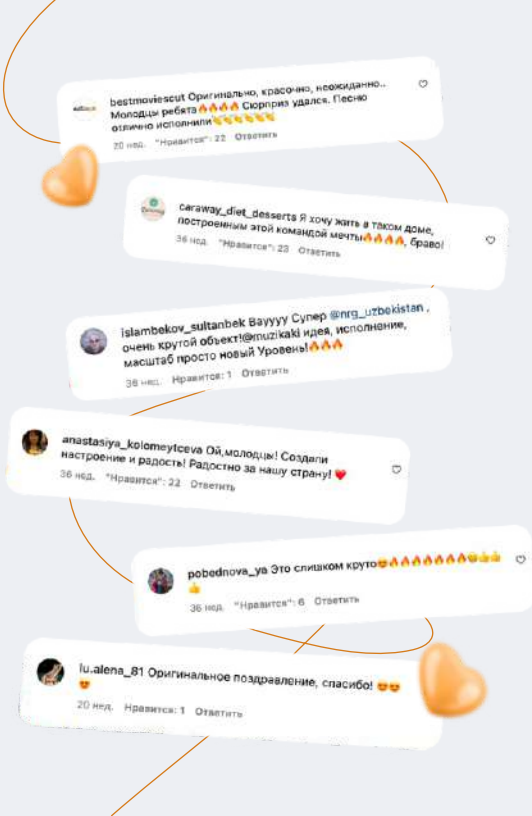 bestmoviescut Оригинально, красочно, неожиданно..
Молодцы ребята🔥🔥🔥🔥 Сюрприз удался. Песню
отлично исполнили👏👏👏👏👏👏
20 нед. "Нравится": 22 Ответить
caraway_diet_desserts Я хочу жить в таком доме,
построенным этой командой мечты🔥🔥🔥🔥, браво!
36 нед. "Нравится": 23 Ответить
islambekov_sultanbek Вауууу Супер @nrg_uzbekistan ,
очень крутой объект!@muzikaki идея, исполнение,
масштаб просто новый Уровень!🔥🔥🔥
36 нед. Нравится: 1 Ответить
anastasiya_kolomeytceva Ой,молодцы! Создали
настроение и радость! Радостно за нашу страну! ❤️
36 нед. "Нравится": 22 Ответить
pobednova_ya Это слишком круто😍🔥🔥🔥🔥🔥🔥🔥😍👍👍
👍
36 нед. "Нравится": 6 Ответить
lu.alena_81 Оригинальное поздравление, спасибо! 😍😍
😍
20 нед. Нравится: 1 Ответить